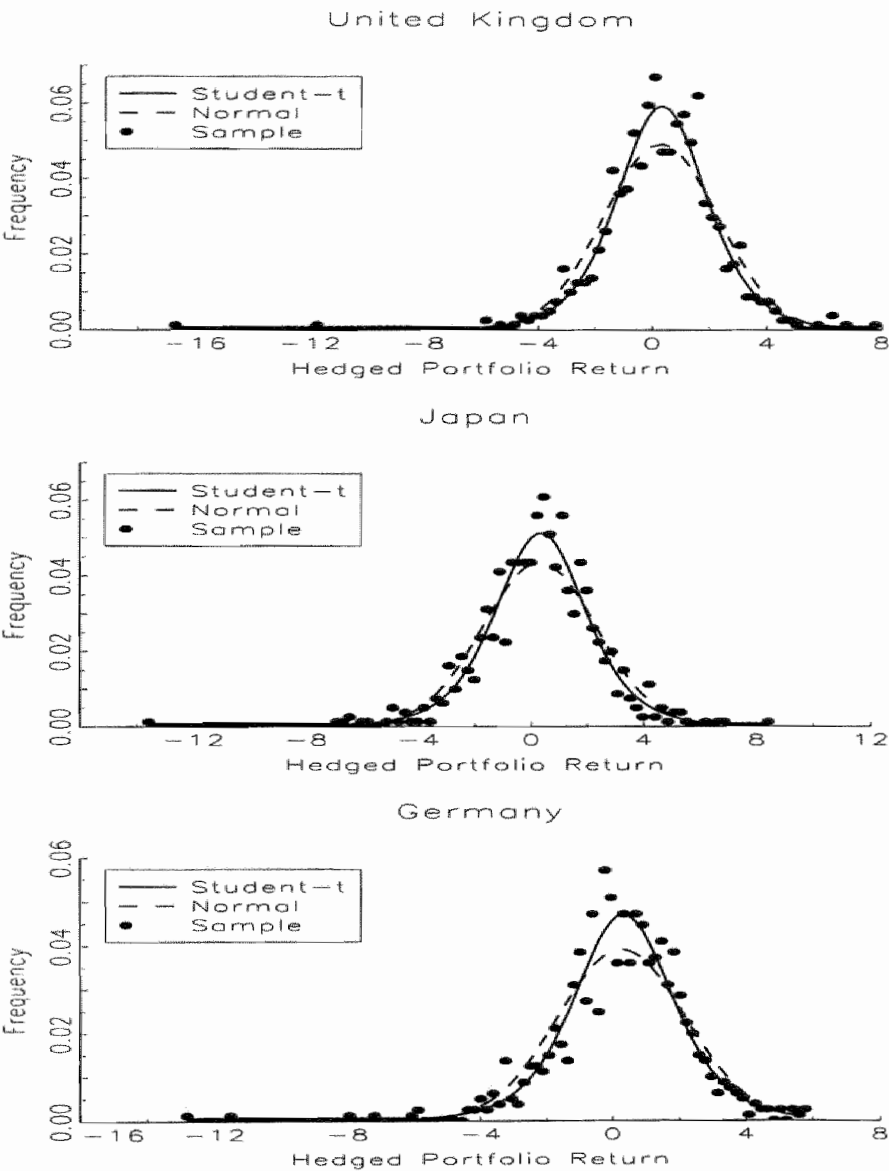 United Kingdom
Student-t
Normal
Sample
Frequency
0.00 0.02 0.04 0.06
-16 -12 -8 -4 0 4 8
Hedged Portfolio Return
Japan
Student-t
Normal
Sample
Frequency
0.00 0.02 0.04 0.06
-12 -8 -4 0 4 8 12
Hedged Portfolio Return
Germany
Student-t
Normal
Sample
Frequency
0.00 0.02 0.04 0.06
-16 -12 -8 -4 0 4 8
Hedged Portfolio Return